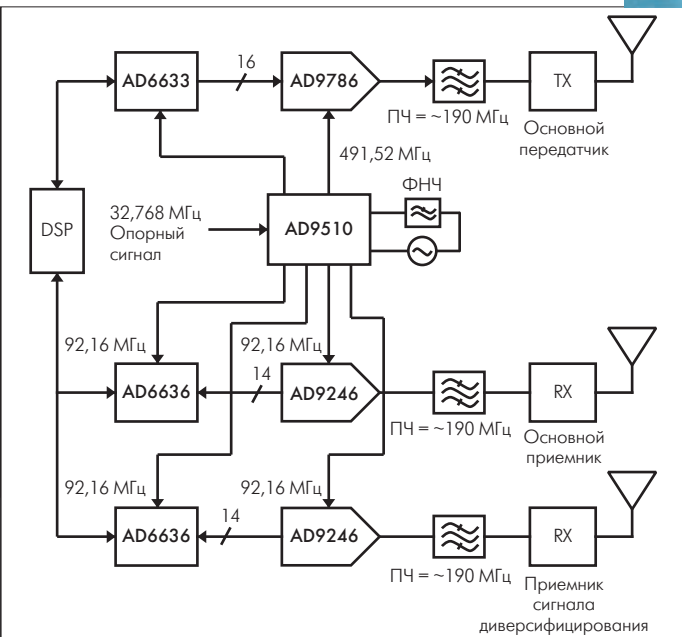 16
AD6633
AD9786
TX
ПЧ = ~190 МГц
Основной
передатчик
491,52 МГц
ФНЧ
DSP
32,768 МГц
Опорный
сигнал
AD9510
92,16 МГц
92,16 МГц
14
AD6636
AD9246
RX
ПЧ = ~190 МГц
Основной
приемник
92,16 МГц
92,16 МГц
14
AD6636
AD9246
RX
ПЧ = ~190 МГц
Приемник
сигнала
диверсифицирования